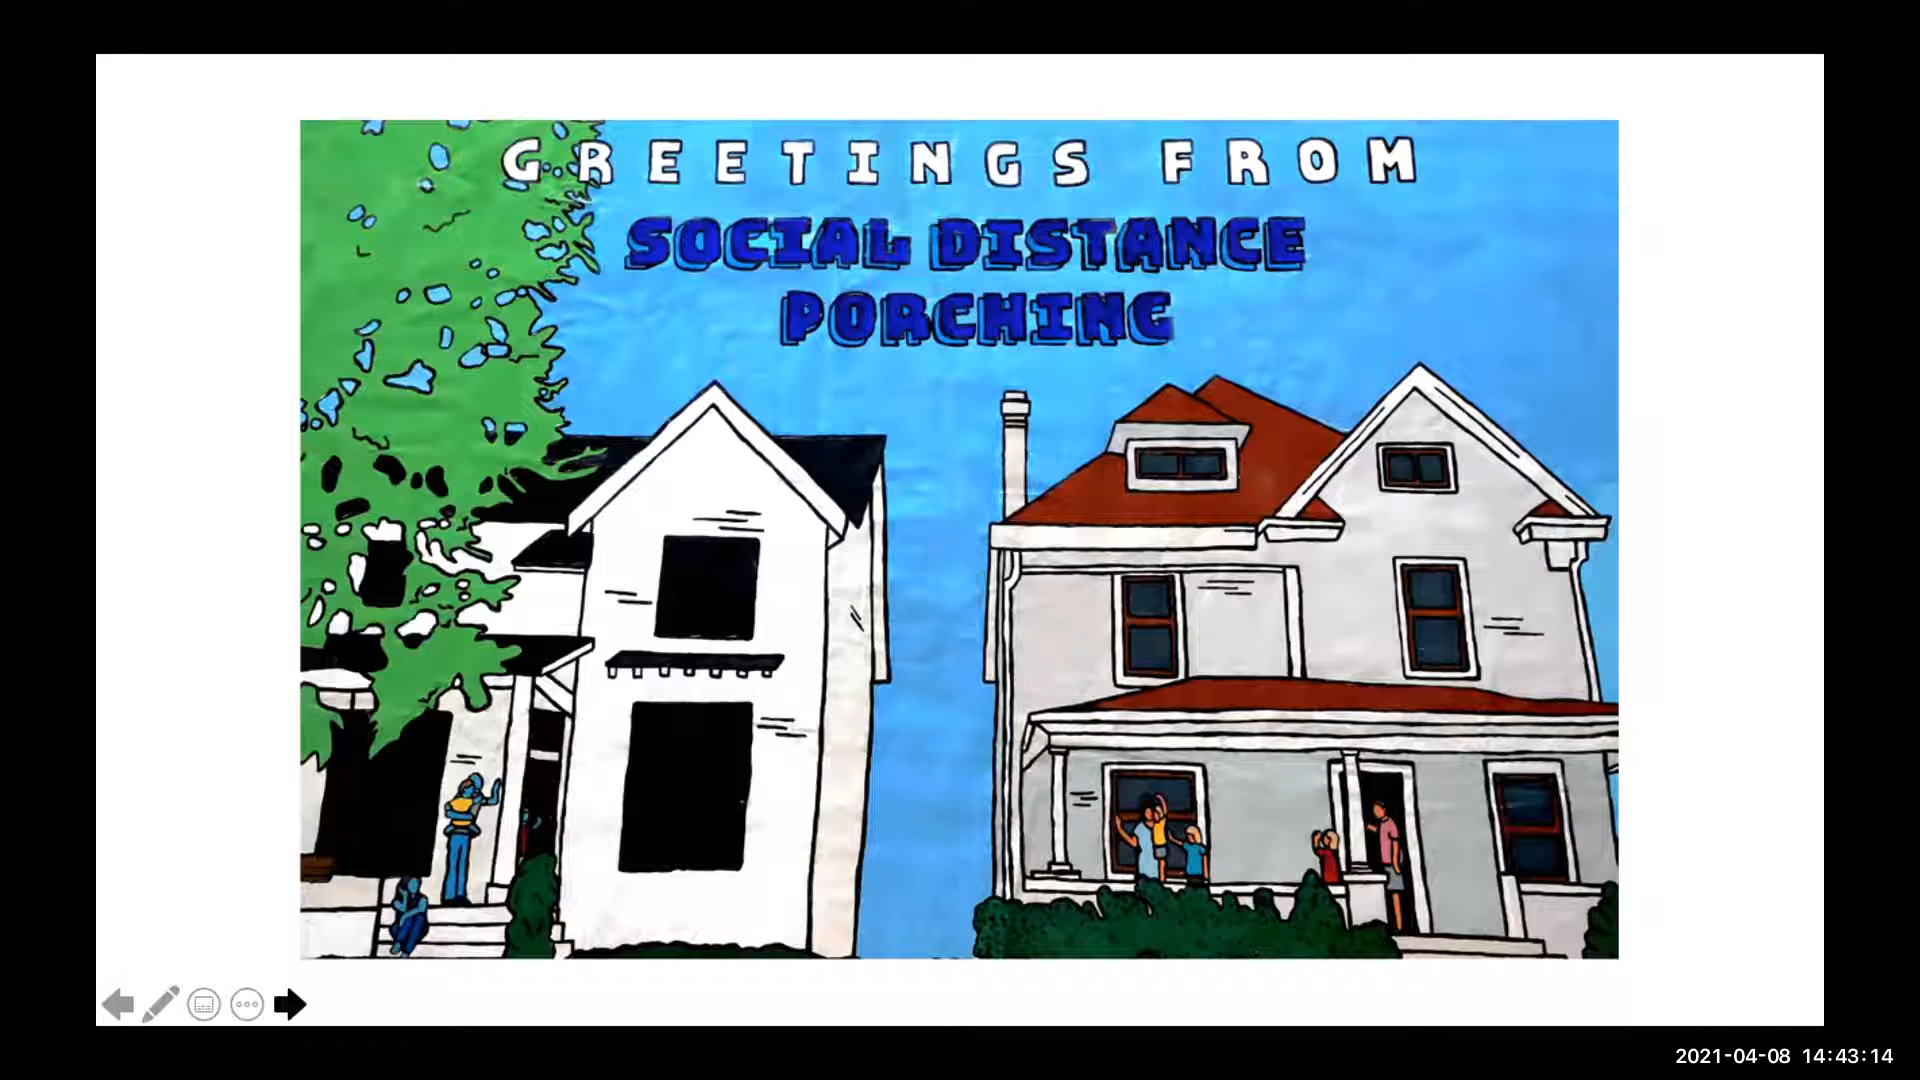 GREETINGS FROM
SOCIAL DISTANCE
PORCHING
2021-04-08 14:43:14